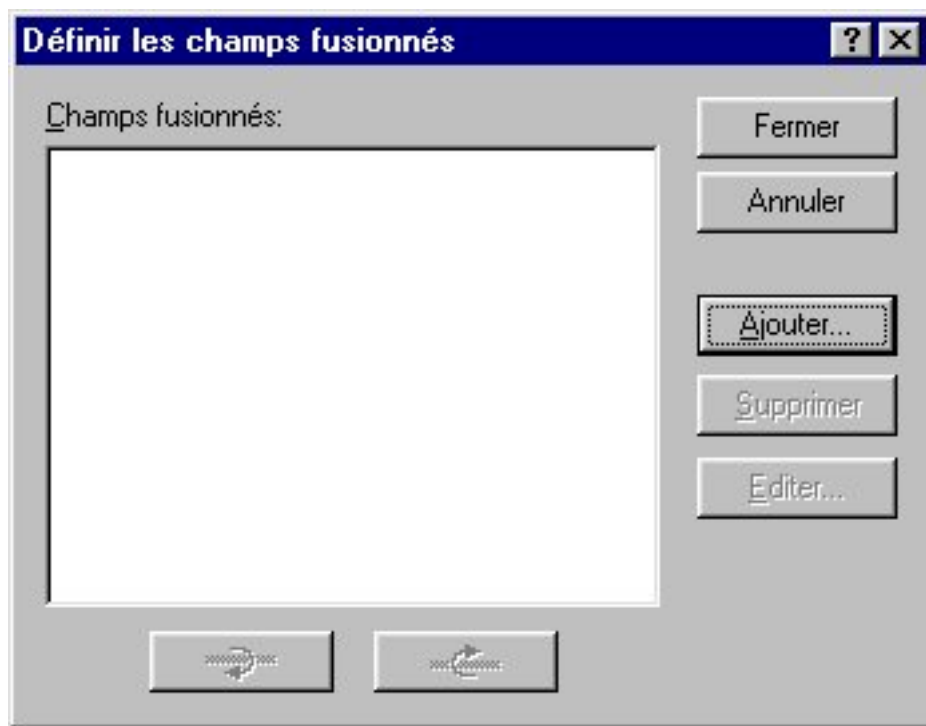 Définir les champs fusionnés
Champs fusionnés:
Fermer
Annuler
Ajouter...
Supprimer
Editer...